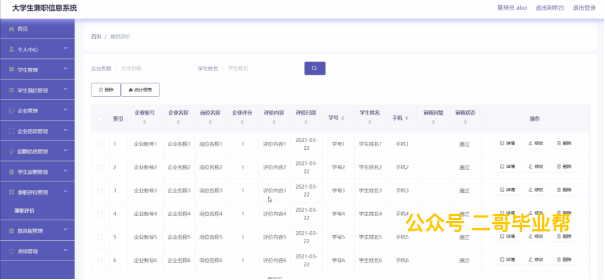 大学生兼职信息系统
管理员 abo 退出到前台 退出登录
首页
个人中心
学生管理
学生简历管理
企业管理
企业信息管理
招聘信息管理
学生应聘管理
兼职评价管理
兼职评价
留言板管理
系统管理
首页 / 兼职评价
企业名称 企业名称 学生姓名 学生姓名
删除 统计报表
索引 企业账号 企业名称 岗位名称 企业评分 评价内容 评价日期 学号 学生姓名 手机 审核回复 审核状态 操作
1 企业账号1 企业名称1 岗位名称1 1 评价内容1 2021-03-22 学号1 学生姓名1 手机1 通过 详情 修改 删除
2 企业账号2 企业名称2 岗位名称2 1 评价内容2 2021-03-22 学号2 学生姓名2 手机2 通过 详情 修改 删除
3 企业账号3 企业名称3 岗位名称3 1 评价内容3 2021-03-22 学号3 学生姓名3 手机3 通过 详情 修改 删除
4 企业账号4 企业名称4 岗位名称4 1 评价内容4 2021-03-22 学号4 学生姓名4 手机4 通过 详情 修改 删除
5 企业账号5 企业名称5 岗位名称5 1 评价内容5 2021-03-22 学号5 学生姓名5 手机5 通过 详情 修改 删除
6 企业账号6 企业名称6 岗位名称6 1 评价内容6 2021-03-22 学号6 学生姓名6 手机6 通过 详情 修改 删除
公众号 二哥毕业帮